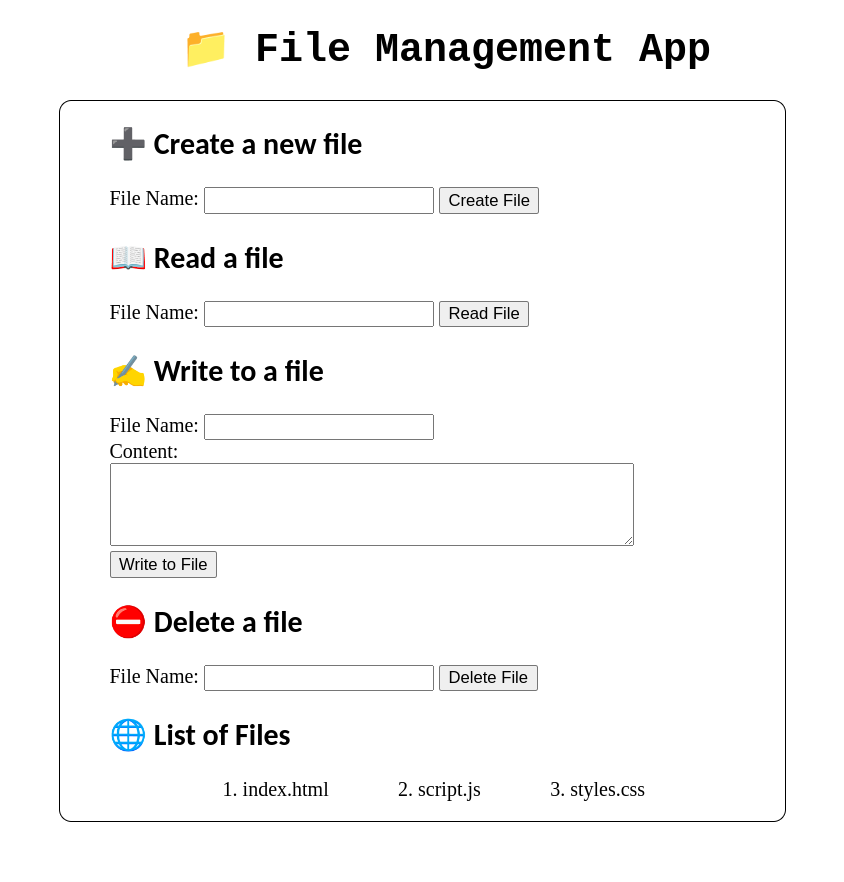 📁 File Management App
➕ Create a new file
File Name: Create File
📖 Read a file
File Name: Read File
✍️ Write to a file
File Name:
Content:
Write to File
⛔ Delete a file
File Name: Delete File
🌐 List of Files
1. index.html 2. script.js 3. styles.css